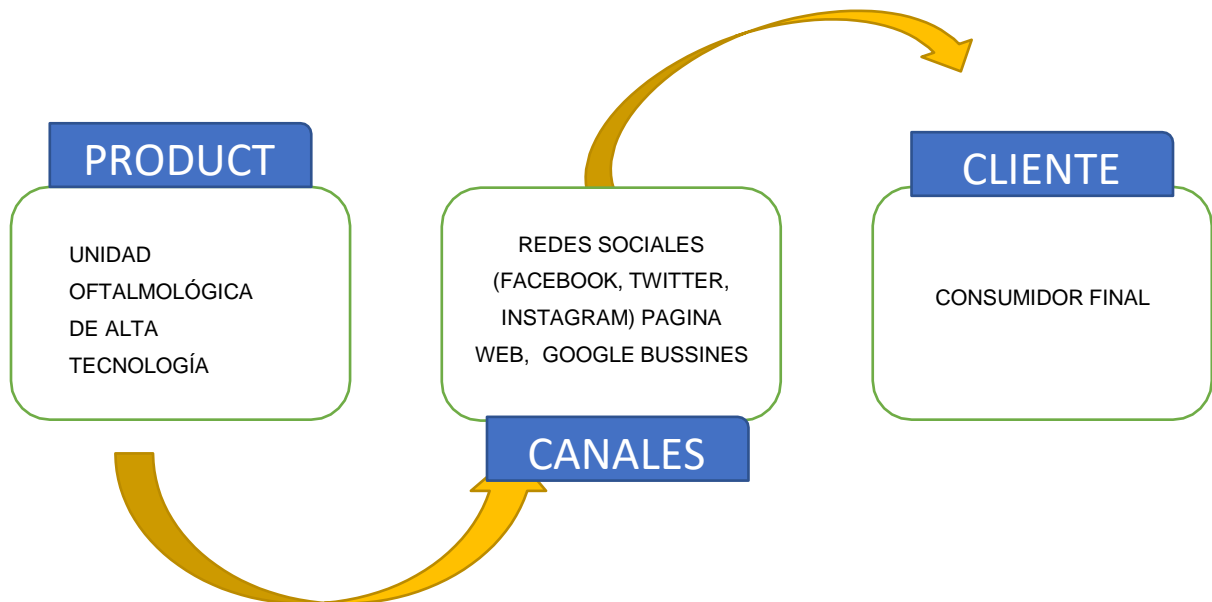 PRODUCT
UNIDAD
OFTALMOLÓGICA
DE ALTA
TECNOLOGÍA
REDES SOCIALES
(FACEBOOK, TWITTER,
INSTAGRAM) PAGINA
WEB, GOOGLE BUSSINES
CANALES
CLIENTE
CONSUMIDOR FINAL